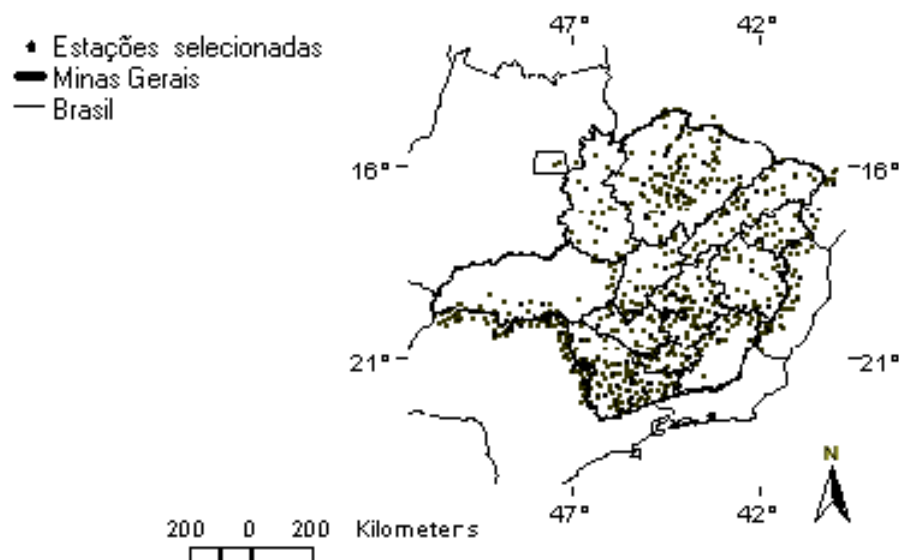 47° 42°
Estações selecionadas
Minas Gerais
Brasil
16° 16°
21° 21°
N
47° 42°
200 0 200 Kilometers